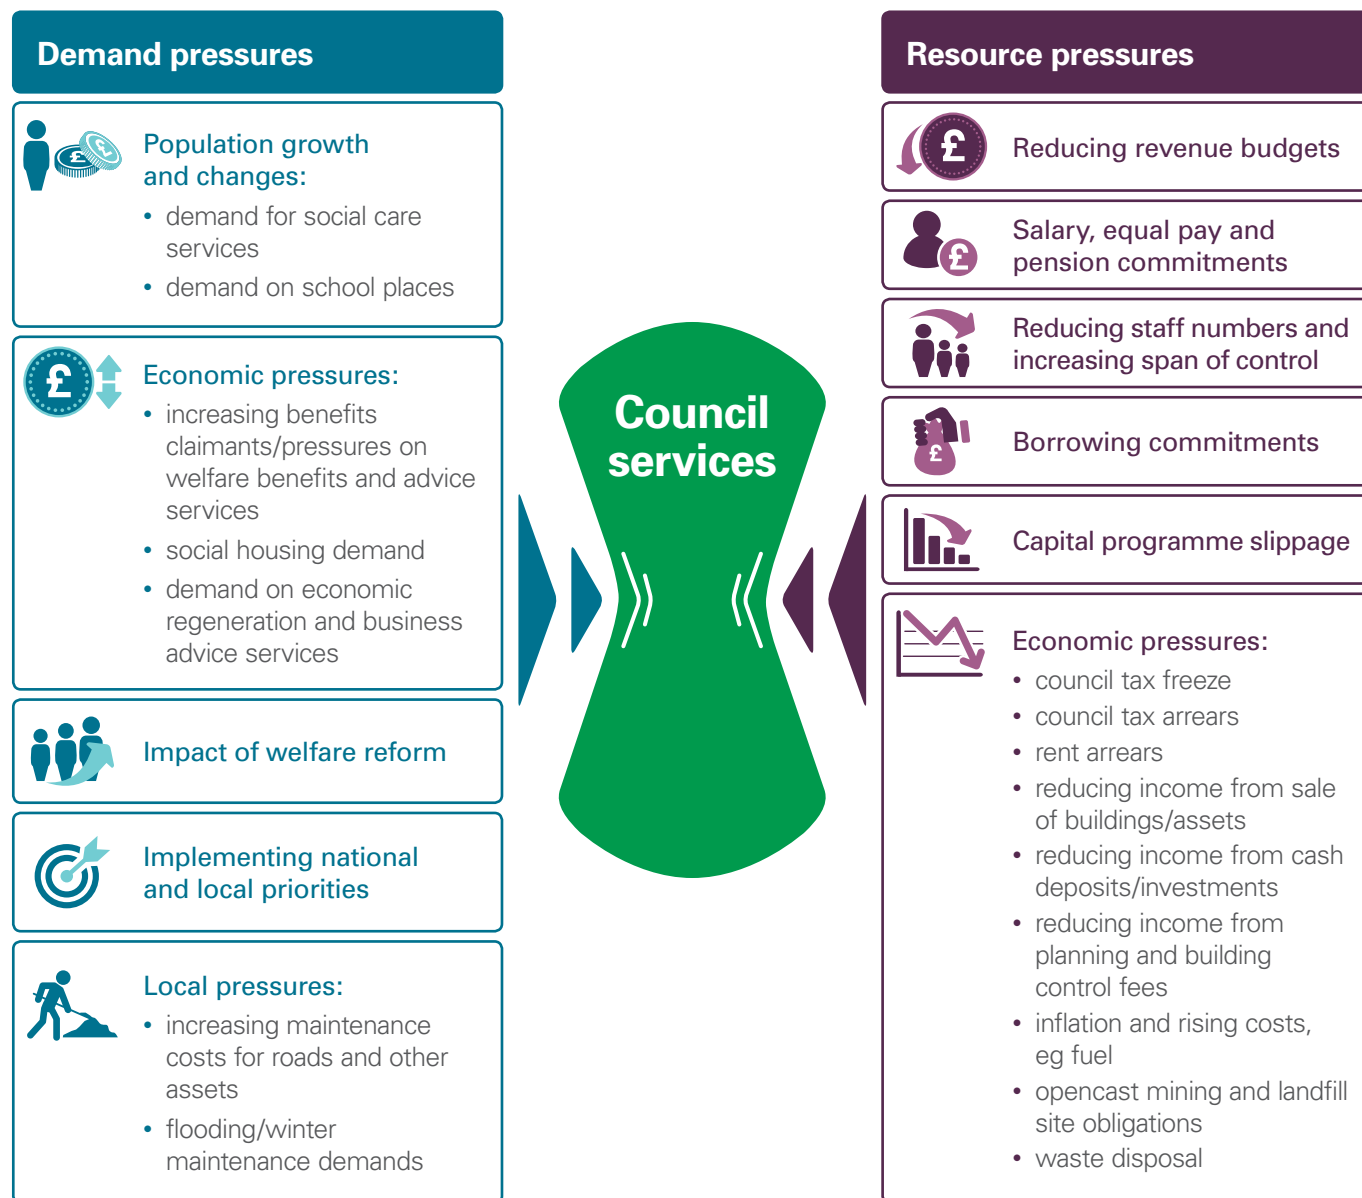 Demand pressures
Population growth
and changes:
• demand for social care
services
• demand on school places
£
Economic pressures:
• increasing benefits
claimants/pressures on
welfare benefits and advice
services
• social housing demand
• demand on economic
regeneration and business
advice services
Impact of welfare reform
Implementing national
and local priorities
Local pressures:
• increasing maintenance
costs for roads and other
assets
• flooding/winter
maintenance demands
Council
services
Resource pressures
£
Reducing revenue budgets
£
Salary, equal pay and
pension commitments
Reducing staff numbers and
increasing span of control
£
Borrowing commitments
Capital programme slippage
Economic pressures:
• council tax freeze
• council tax arrears
• rent arrears
• reducing income from sale
of buildings/assets
• reducing income from cash
deposits/investments
• reducing income from
planning and building
control fees
• inflation and rising costs,
eg fuel
• opencast mining and landfill
site obligations
• waste disposal